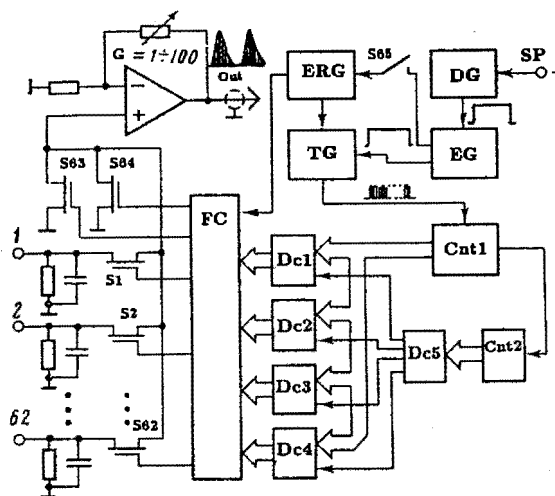 G = 1÷100
Out
S65
SP
ERG
DG
TG
EG
S63
S64
FC
Cnt1
1
S1
Dc1
2
S2
Dc2
Dc5
Cnt2
Dc3
62
S62
Dc4
−
+